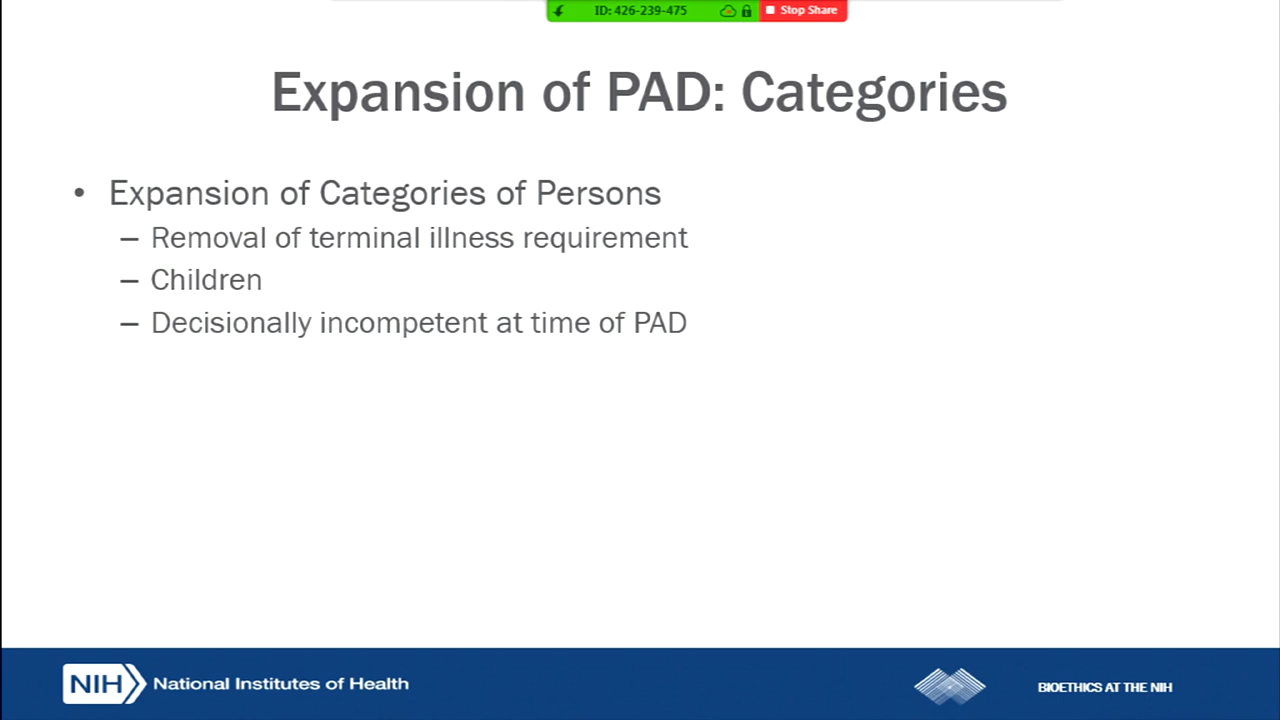 ID: 426-239-475 Stop Share
Expansion of PAD: Categories
• Expansion of Categories of Persons
– Removal of terminal illness requirement
– Children
– Decisionally incompetent at time of PAD
NIH National Institutes of Health
BIOETHICS AT THE NIH